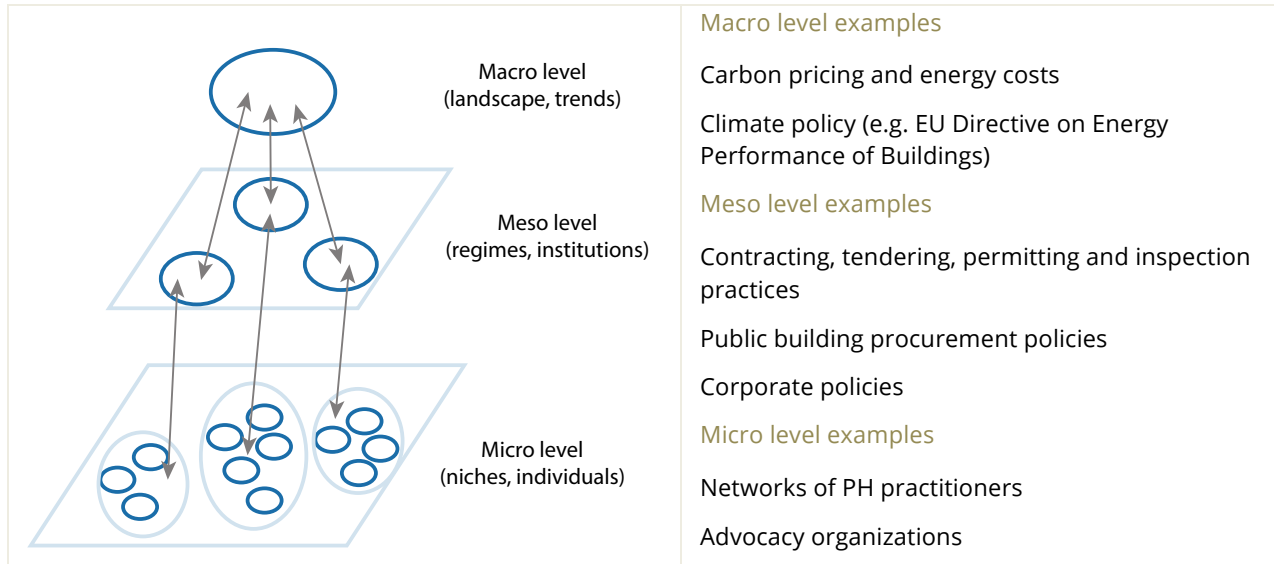 Macro level
(landscape, trends)
Meso level
(regimes, institutions)
Micro level
(niches, individuals)
Macro level examples
Carbon pricing and energy costs
Climate policy (e.g. EU Directive on Energy
Performance of Buildings)
Meso level examples
Contracting, tendering, permitting and inspection
practices
Public building procurement policies
Corporate policies
Micro level examples
Networks of PH practitioners
Advocacy organizations